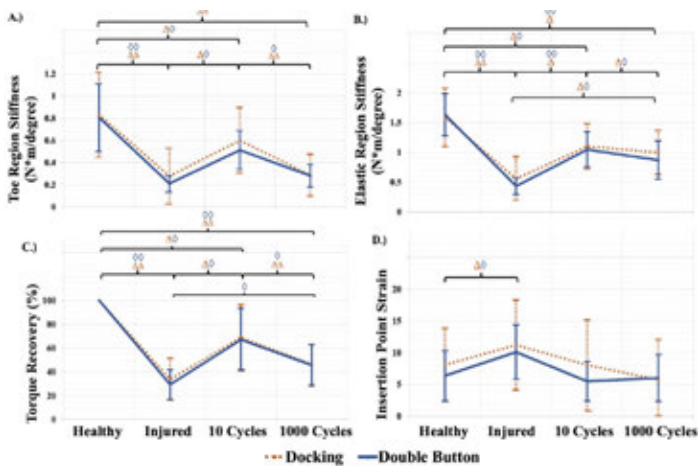 A.)
Toe Region Stiffness
(N*m/degree)
1.2
1
0.8
0.6
0.4
0.2
0
B.)
Elastic Region Stiffness
(N*m/degree)
2
1.5
1
0.5
0
C.)
Torque Recovery (%)
100
80
60
40
20
0
Healthy Injured 10 Cycles 1000 Cycles
D.)
Insertion Point Strain
20
15
10
5
0
Healthy Injured 10 Cycles 1000 Cycles
Docking Double Button